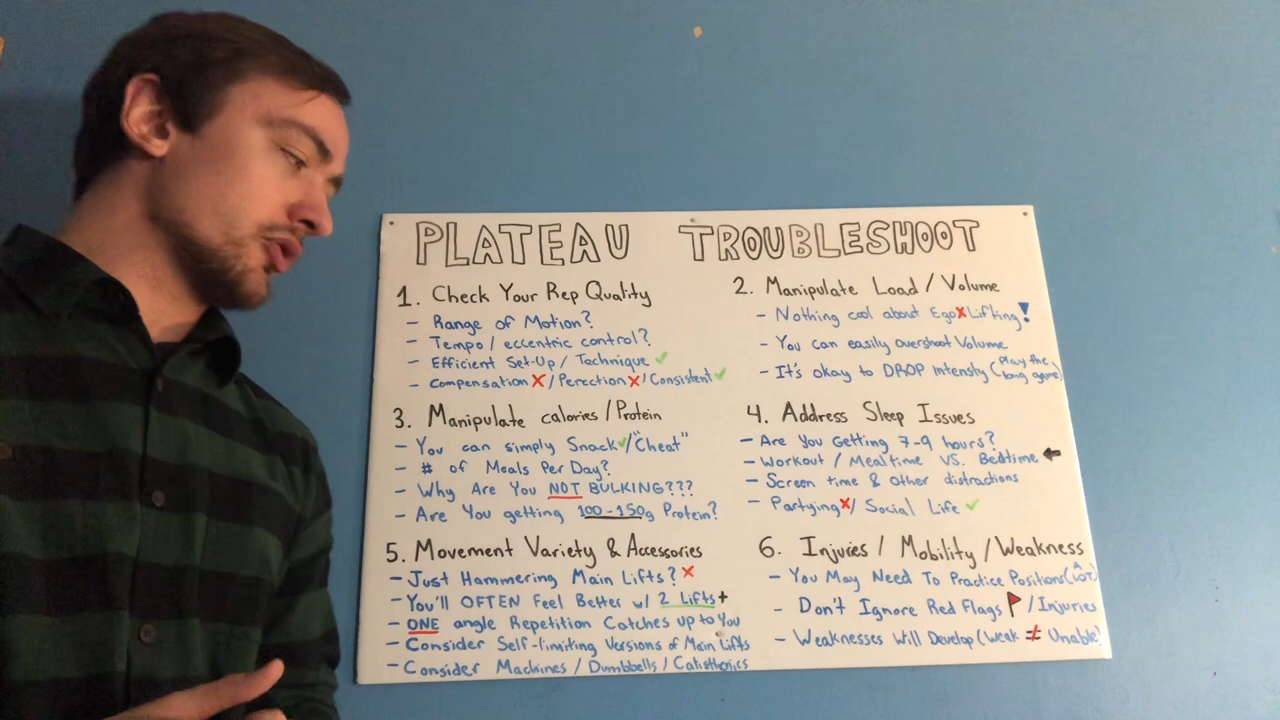 PLATEAU TROUBLESHOOT
1. Check Your Rep Quality
- Range of Motion?
- Tempo / eccentric control?
- Efficient Set-Up / Technique ✓
- Compensation X / Perection X / Consistent ✓
2. Manipulate Load / Volume
- Nothing cool about Ego X Lifting!
- You can easily overshoot Volume
- It's okay to DROP Intensity (Play the long game)
3. Manipulate calories / Protein
- You can simply Snack ✓ / "Cheat"
- # of Meals Per Day?
- Why Are You NOT BULKING???
- Are You getting 100-150g Protein?
4. Address Sleep Issues
- Are You Getting 7-9 hours?
- Workout / Mealtime VS. Bedtime ←
- Screen time & other distractions
- Partying X / Social Life ✓
5. Movement Variety & Accessories
- Just Hammering Main Lifts? X
- You'll OFTEN Feel Better w/ 2 Lifts +
- ONE angle Repetition Catches up to You
- Consider Self-limiting Versions of Main Lifts
- Consider Machines / Dumbbells / Calisthenics
6. Injuries / Mobility / Weakness
- You May Need To Practice Positions
- Don't Ignore Red Flags / Injuries
- Weaknesses Will Develop (Weak ≠ Unable!